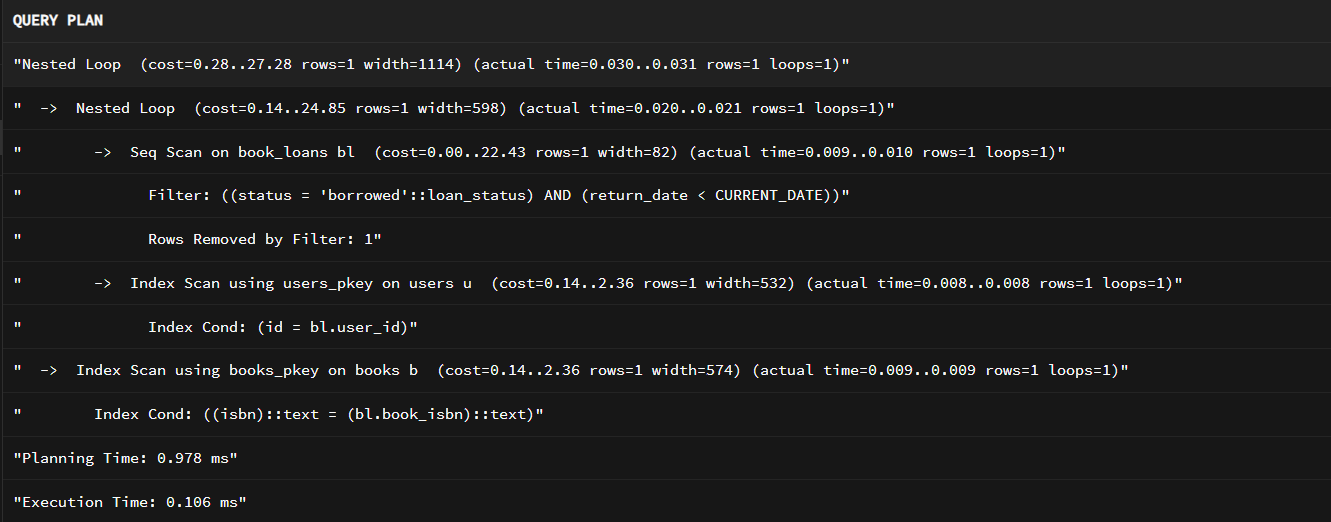 QUERY PLAN
"Nested Loop  (cost=0.28..27.28 rows=1 width=1114) (actual time=0.030..0.031 rows=1 loops=1)"
"  ->  Nested Loop  (cost=0.14..24.85 rows=1 width=598) (actual time=0.020..0.021 rows=1 loops=1)"
"        ->  Seq Scan on book_loans bl  (cost=0.00..22.43 rows=1 width=82) (actual time=0.009..0.010 rows=1 loops=1)"
"              Filter: ((status = 'borrowed'::loan_status) AND (return_date < CURRENT_DATE))"
"              Rows Removed by Filter: 1"
"        ->  Index Scan using users_pkey on users u  (cost=0.14..2.36 rows=1 width=532) (actual time=0.008..0.008 rows=1 loops=1)"
"              Index Cond: (id = bl.user_id)"
"  ->  Index Scan using books_pkey on books b  (cost=0.14..2.36 rows=1 width=574) (actual time=0.009..0.009 rows=1 loops=1)"
"        Index Cond: ((isbn)::text = (bl.book_isbn)::text)"
"Planning Time: 0.978 ms"
"Execution Time: 0.106 ms"